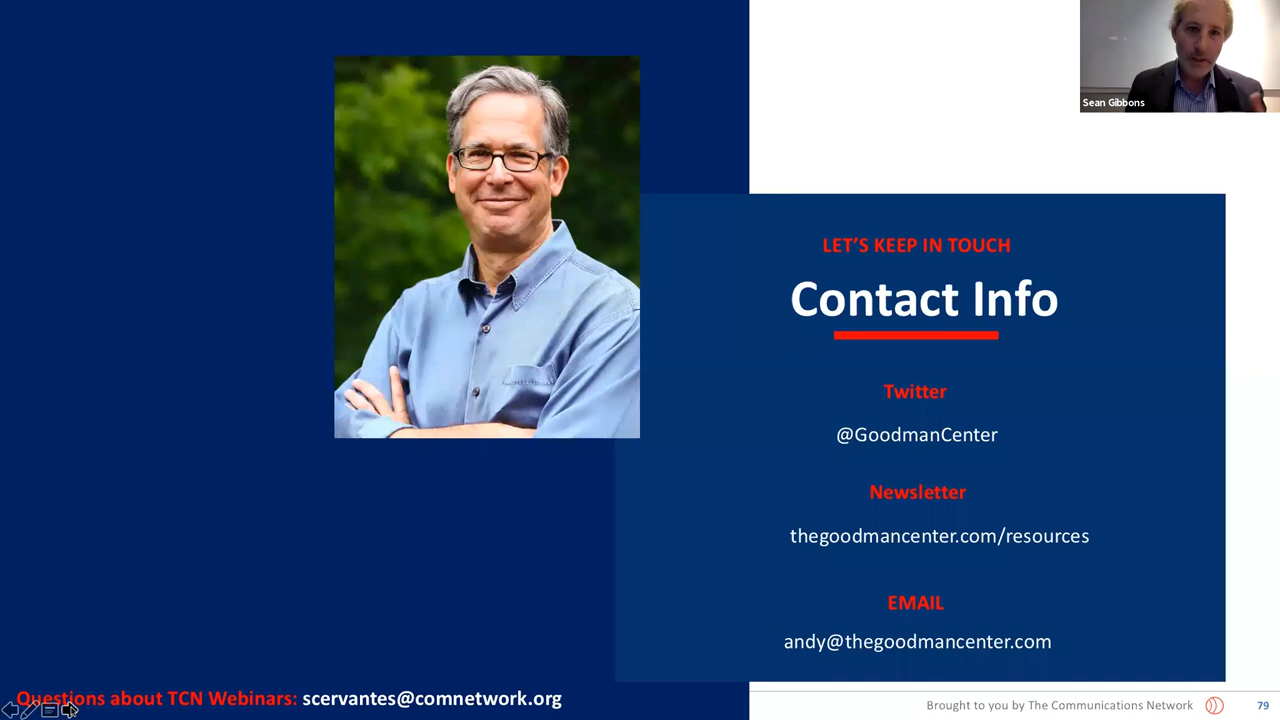 Sean Gibbons
LET'S KEEP IN TOUCH
Contact Info
Twitter
@GoodmanCenter
Newsletter
thegoodmancenter.com/resources
EMAIL
andy@thegoodmancenter.com
Questions about TCN Webinars: scervantes@comnetwork.org
Brought to you by The Communications Network
79